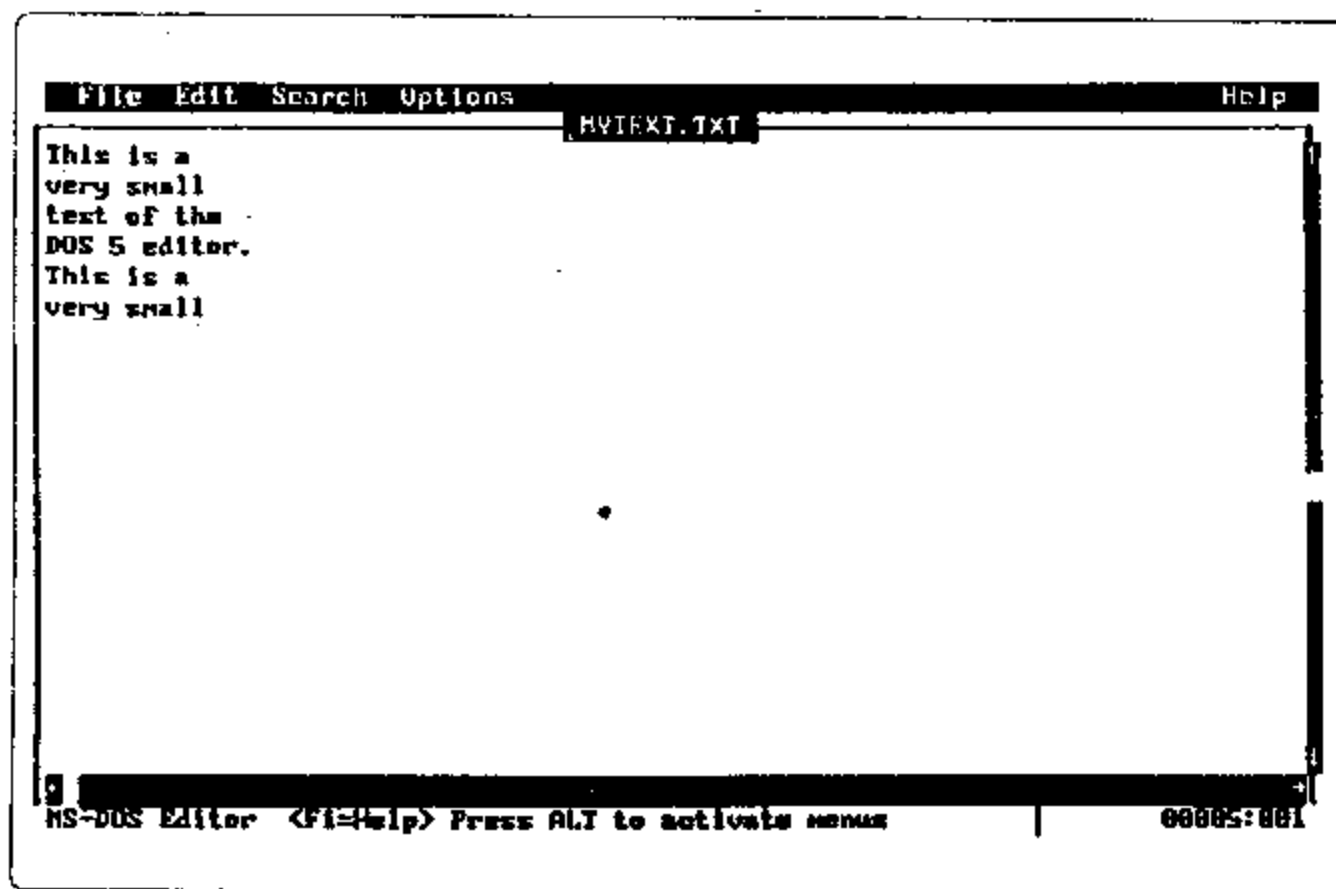 File Edit Search Options Help
MYTEXT.TXT
This is a
very small
text of the
DOS 5 editor.
This is a
very small
MS-DOS Editor <F1=Help> Press ALT to activate menus 00005:001